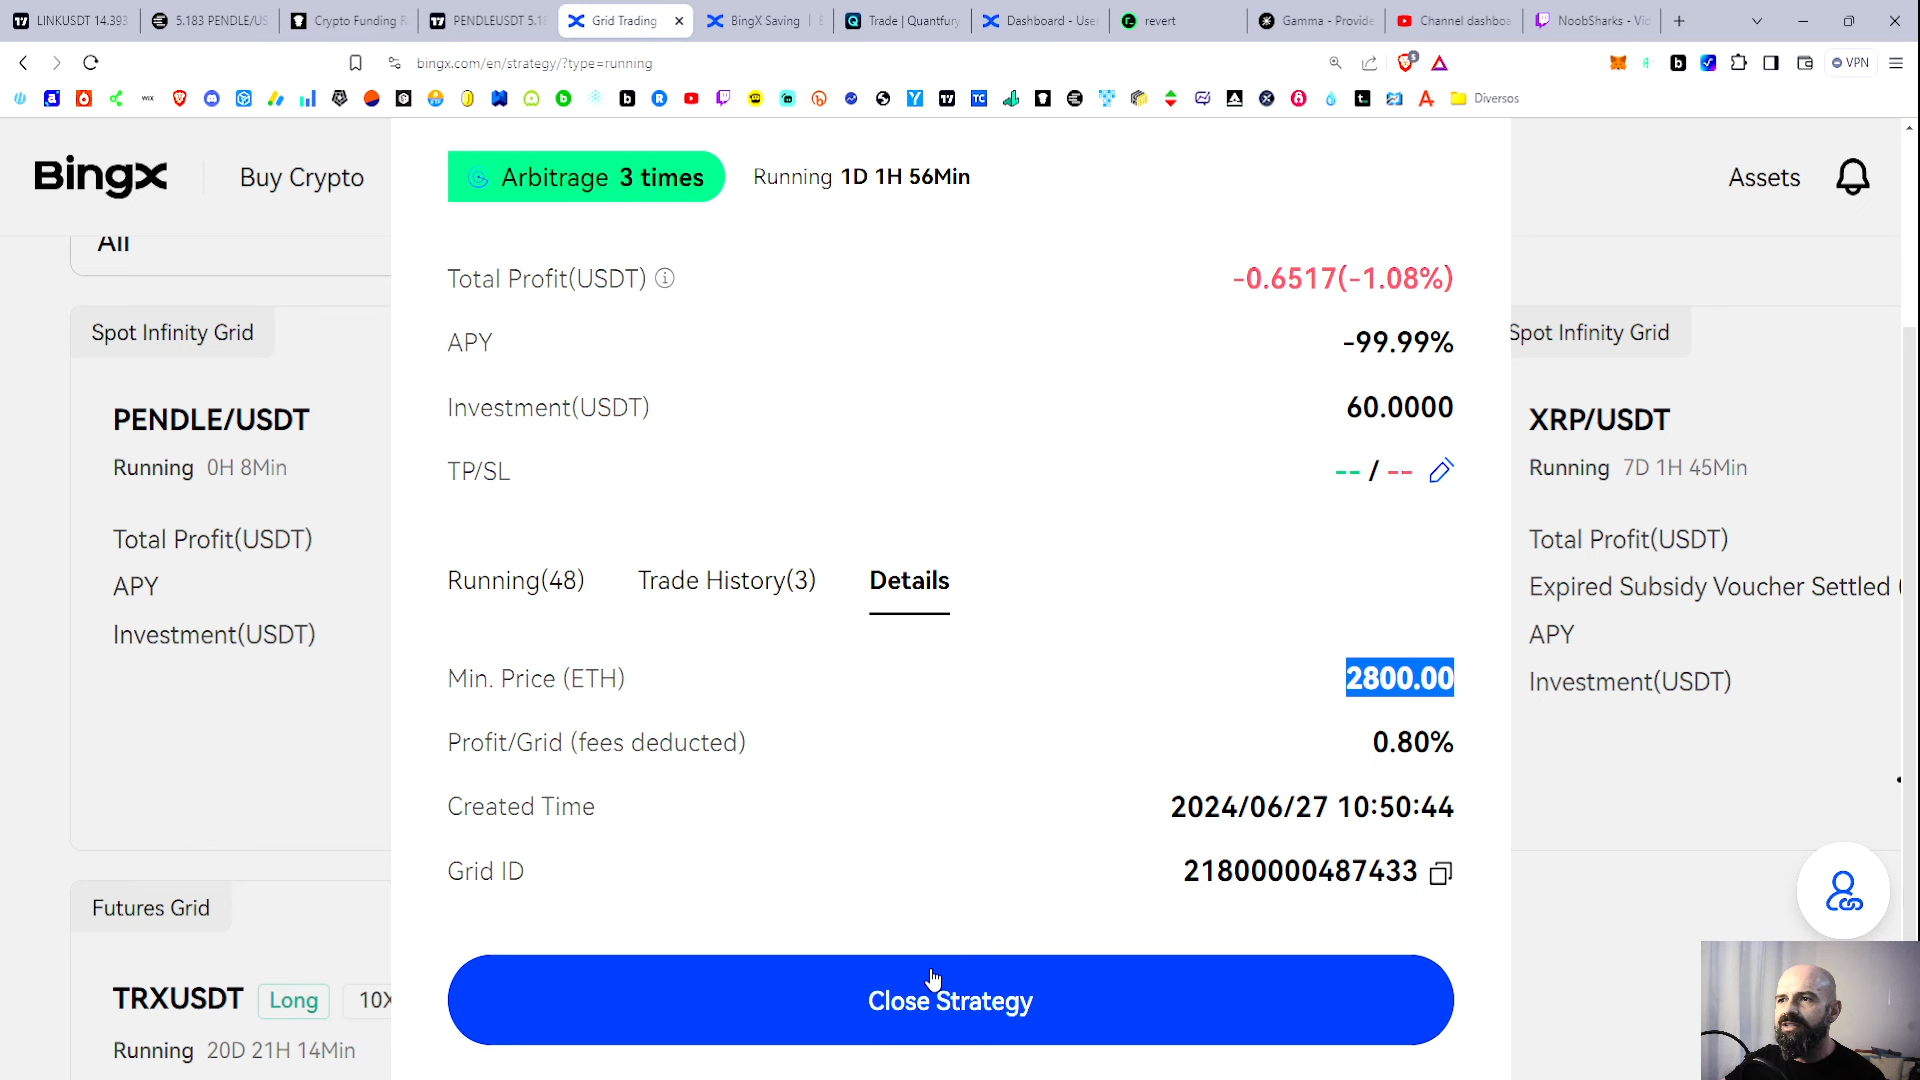 LINKUSDT 14.393
5.183 PENDLE/US
Crypto Funding R
PENDLEUSDT 5.18
Grid Trading
BingX Saving | E
Trade | Quantfury
Dashboard - Use
revert
Gamma - Provide
Channel dashboa
NoobSharks - Vi
bingx.com/en/strategy/?type=running
VPN
Diversos
BingX
Buy Crypto
Arbitrage 3 times
Running 1D 1H 56Min
Assets
All
Total Profit(USDT)
-0.6517(-1.08%)
APY
-99.99%
Investment(USDT)
60.0000
TP/SL
-- / --
Running(48)
Trade History(3)
Details
Min. Price (ETH)
2800.00
Profit/Grid (fees deducted)
0.80%
Created Time
2024/06/27 10:50:44
Grid ID
21800000487433
Close Strategy
Spot Infinity Grid
PENDLE/USDT
Running 0H 8Min
Total Profit(USDT)
APY
Investment(USDT)
Futures Grid
TRXUSDT Long 10X
Running 20D 21H 14Min
Spot Infinity Grid
XRP/USDT
Running 7D 1H 45Min
Total Profit(USDT)
Expired Subsidy Voucher Settled
APY
Investment(USDT)